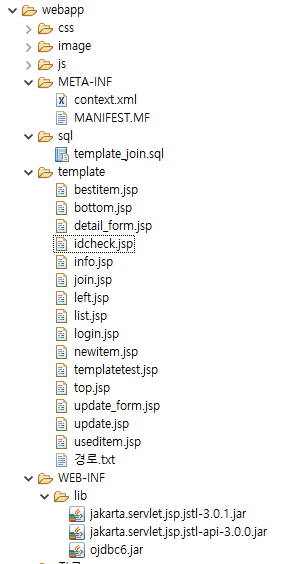 webapp
css
image
js
META-INF
context.xml
MANIFEST.MF
sql
template_join.sql
template
bestitem.jsp
bottom.jsp
detail_form.jsp
idcheck.jsp
info.jsp
join.jsp
left.jsp
list.jsp
login.jsp
newitem.jsp
templatetest.jsp
top.jsp
update_form.jsp
update.jsp
useditem.jsp
경로.txt
WEB-INF
lib
jakarta.servlet.jsp.jstl-3.0.1.jar
jakarta.servlet.jsp.jstl-api-3.0.0.jar
ojdbc6.jar